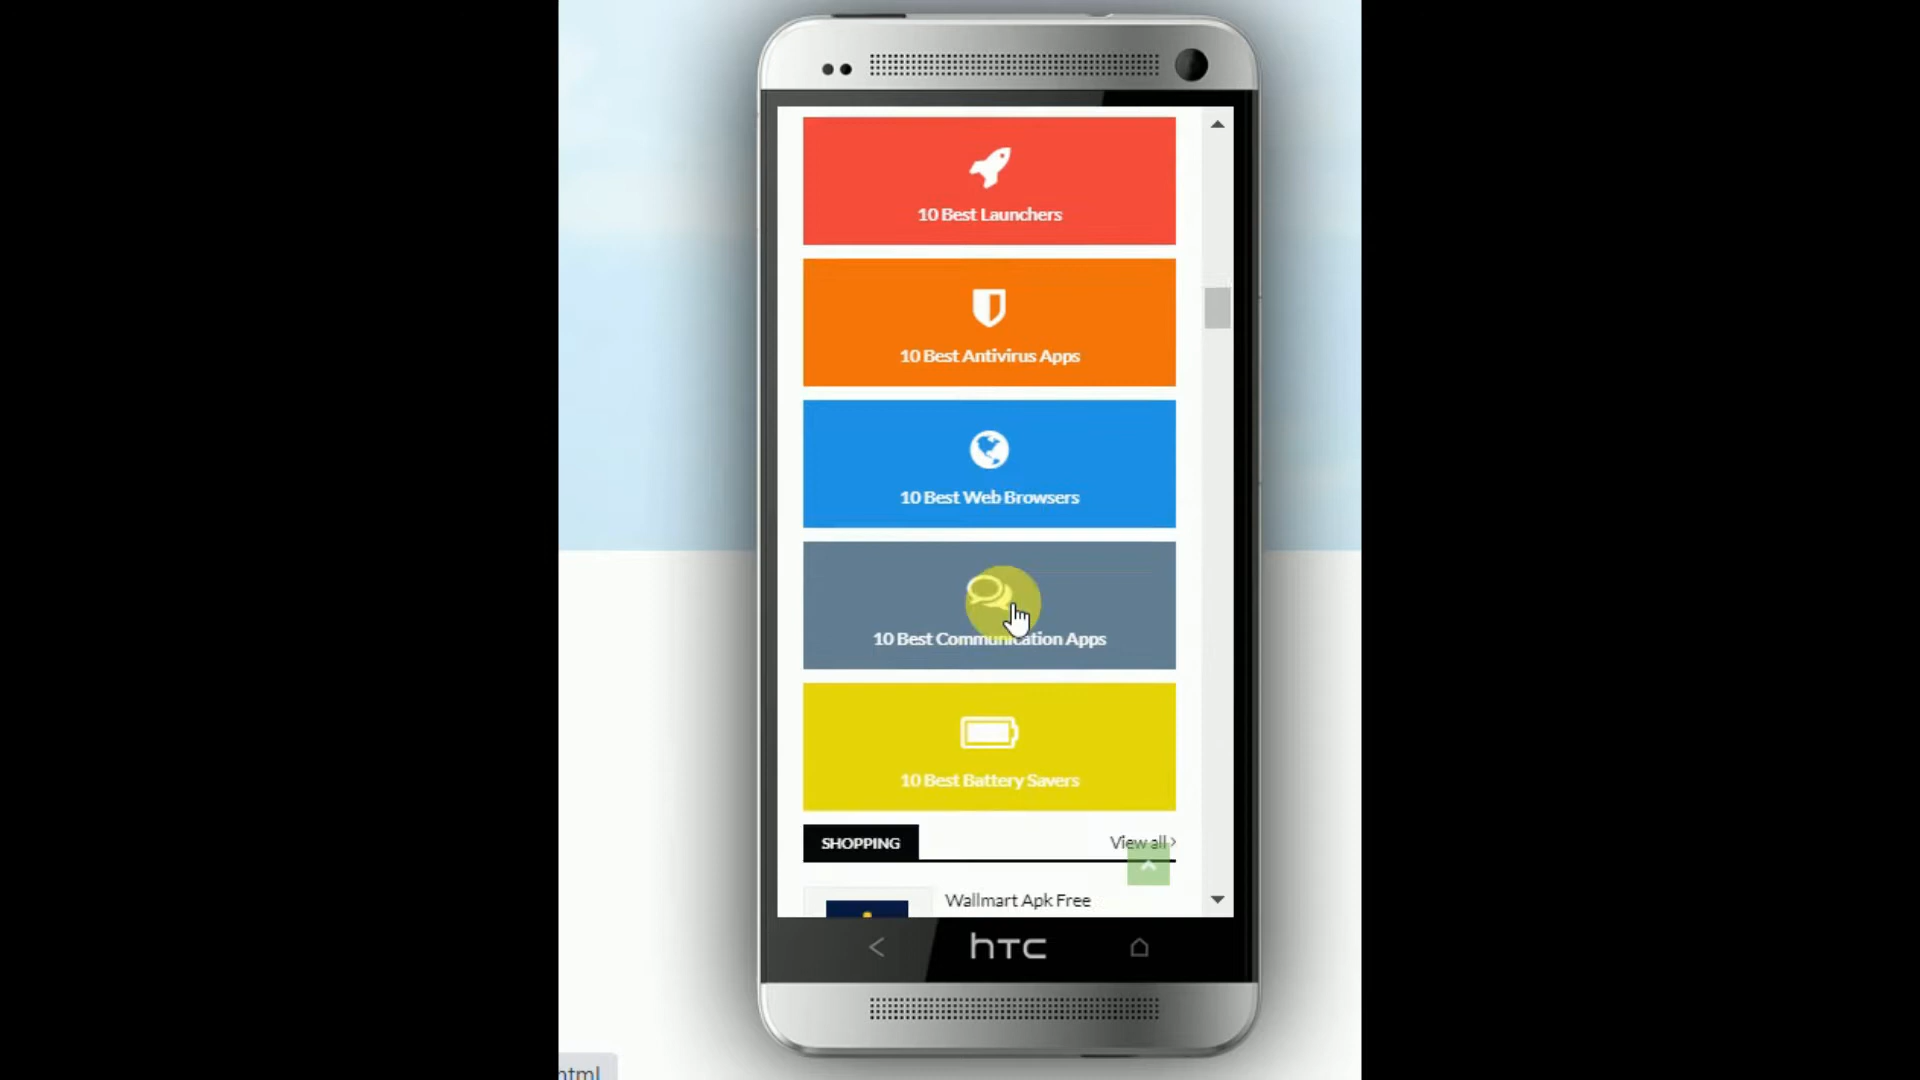 10 Best Launchers
10 Best Antivirus Apps
10 Best Web Browsers
10 Best Communication Apps
10 Best Battery Savers
SHOPPING
View all
Wallmart Apk Free
hTC
html